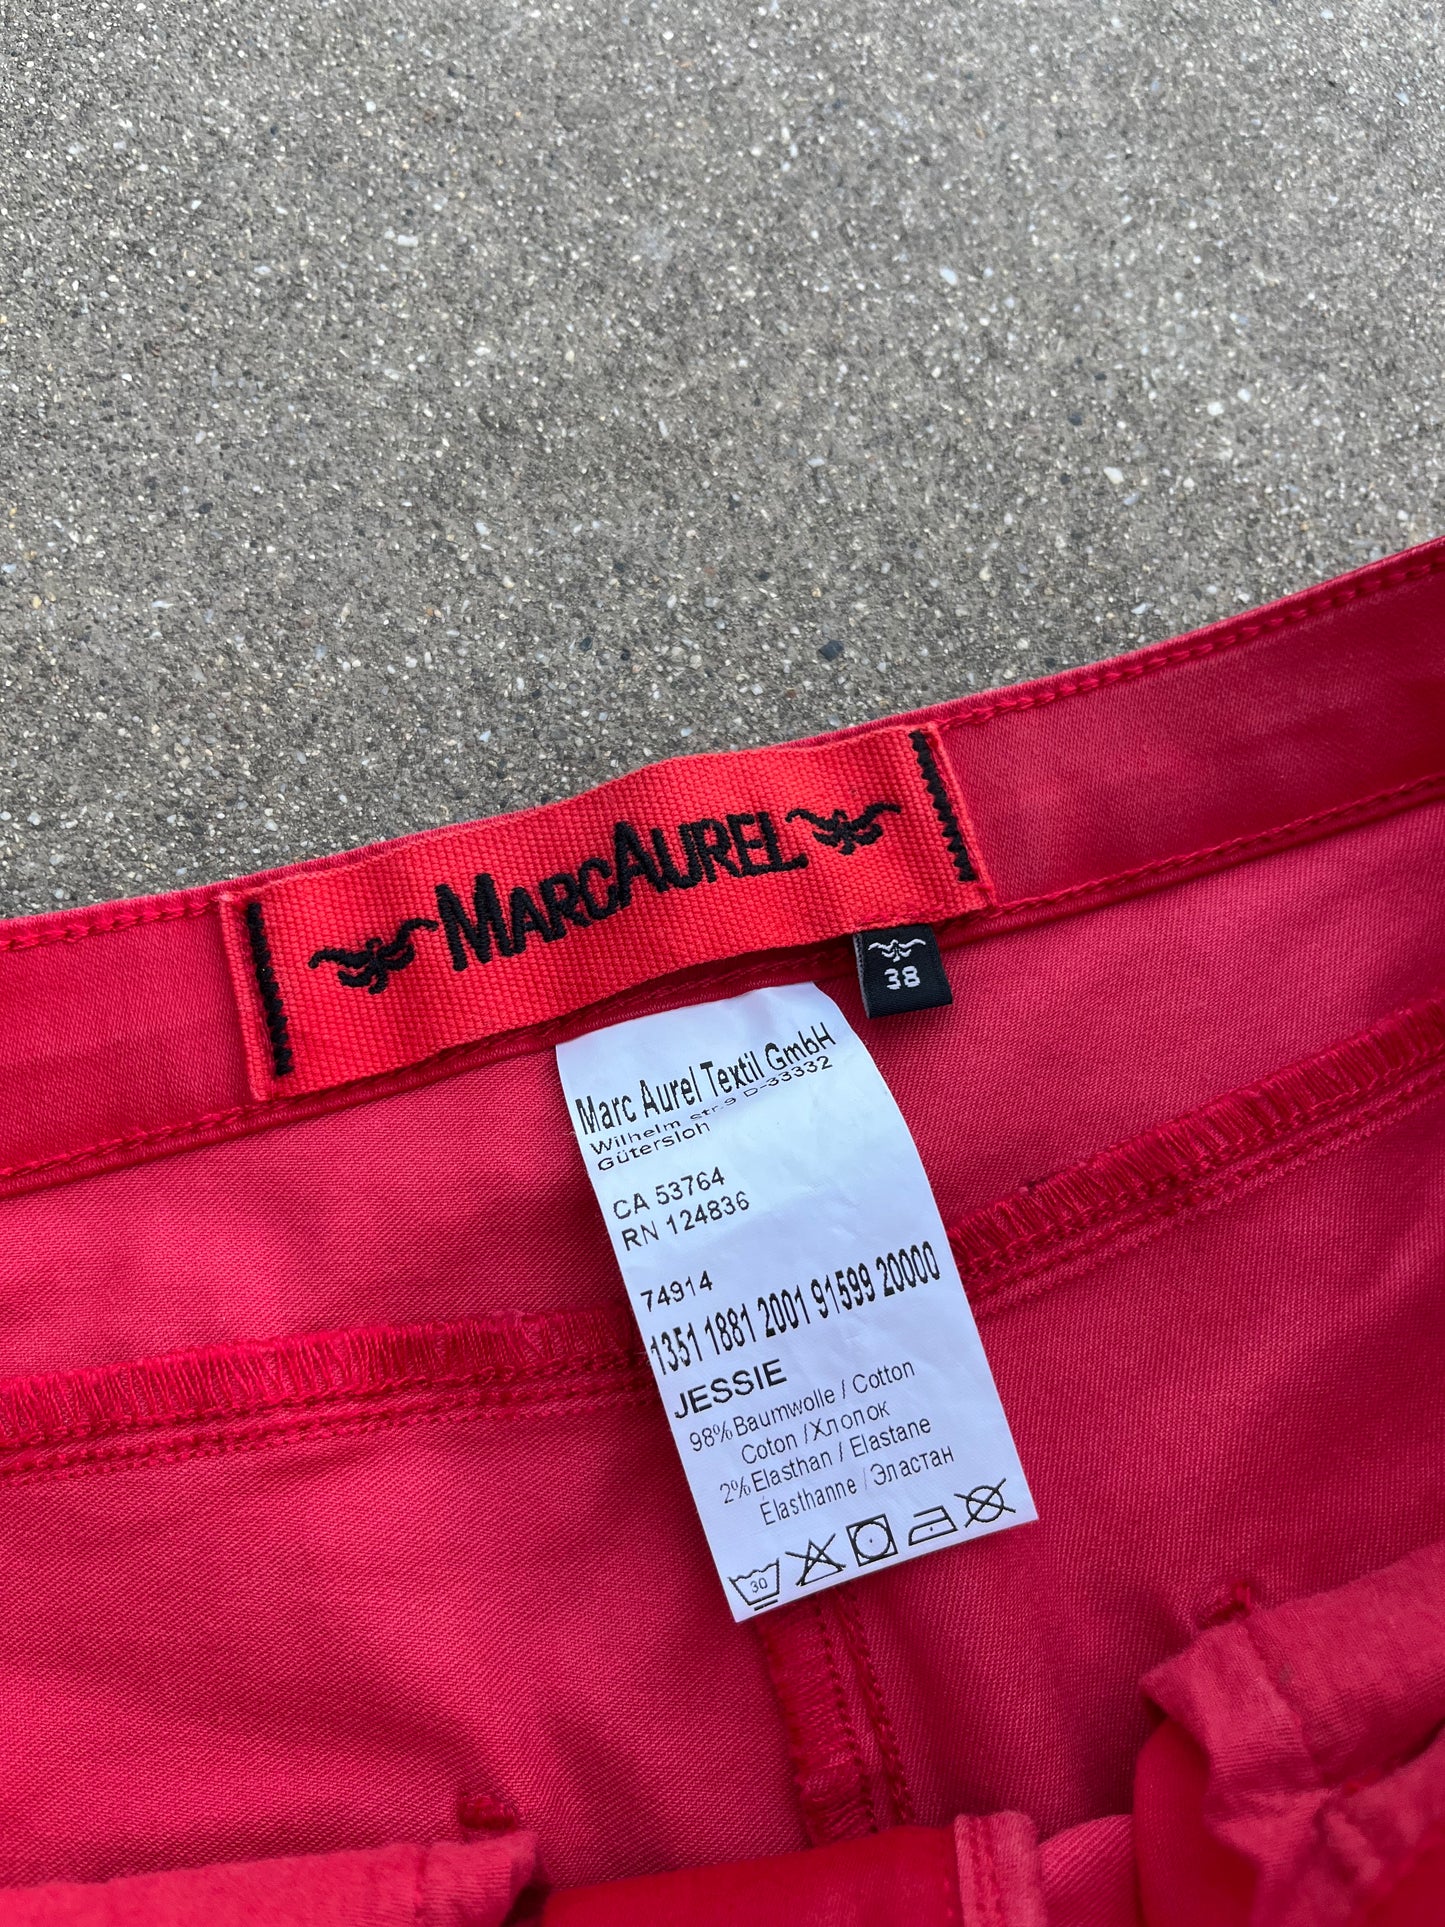 MARCAUREL
38
Marc Aurel Textil GmbH
Wilhelm str.9 D-33332
Gütersloh
CA 53764
RN 124836
74914
1351 1881 2001 91599 20000
JESSIE
98% Baumwolle / Cotton
Coton / Хлопок
2% Elasthan / Elastane
Élasthanne / Эластан
30